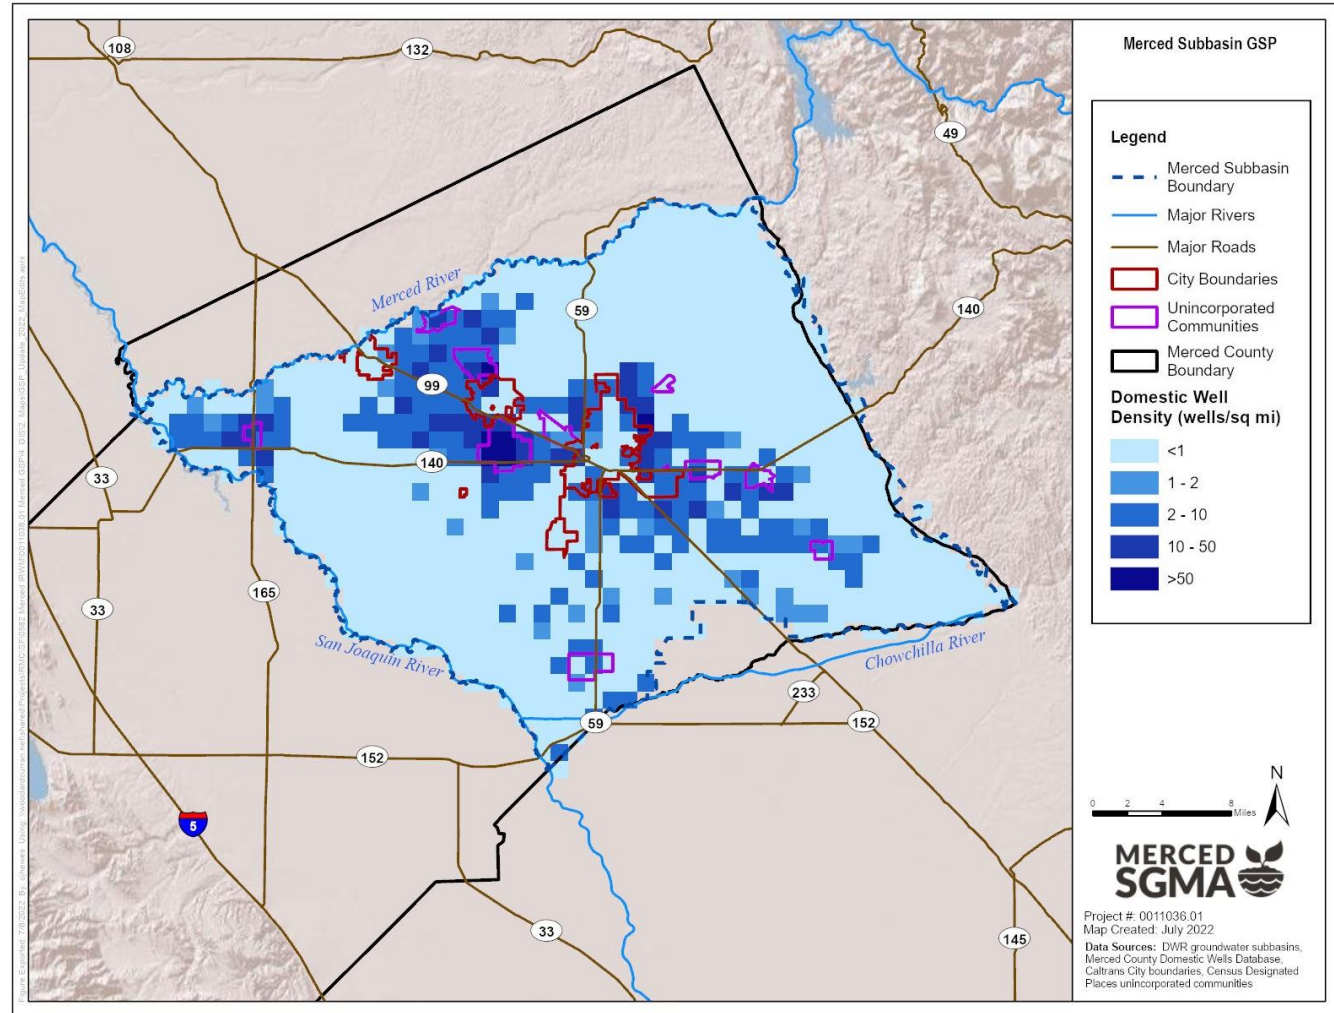 Merced Subbasin GSP
Legend
Merced Subbasin
Boundary
Major Rivers
Major Roads
City Boundaries
Unincorporated
Communities
Merced County
Boundary
Domestic Well
Density (wells/sq mi)
<1
1 - 2
2 - 10
10 - 50
>50
108
132
49
Merced River
59
140
99
140
33
165
33
San Joaquin River
Chowchilla River
233
59
152
152
5
33
145
N
0 2 4 8
Miles
MERCED
SGMA
Project #: 0011036.01
Map Created: July 2022
Data Sources: DWR groundwater subbasins,
Merced County Domestic Wells Database,
Caltrans City boundaries, Census Designated
Places unincorporated communities